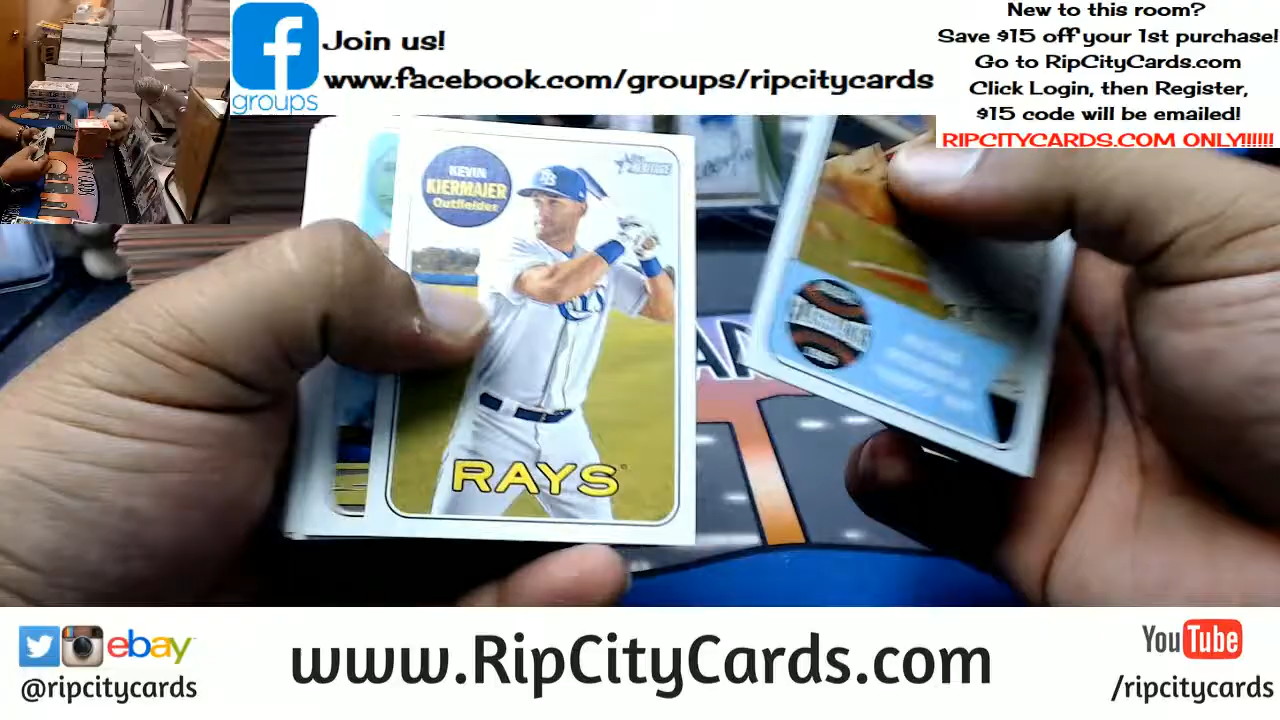 f
groups
Join us!
www.facebook.com/groups/ripcitycards
New to this room?
Save $15 off your 1st purchase!
Go to RipCityCards.com
Click Login, then Register,
$15 code will be emailed!
RIPCITYCARDS.COM ONLY!!!!!!
KEVIN
KIERMAIER
Outfielder
HERITAGE
RB
RAYS
ebay
@ripcitycards
www.RipCityCards.com
YouTube
/ripcitycards